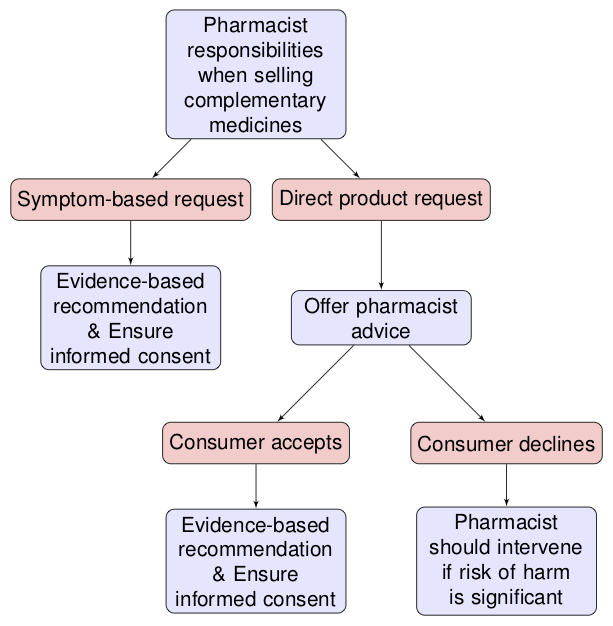 Pharmacist
responsibilities
when selling
complementary
medicines
Symptom-based request
Direct product request
Evidence-based
recommendation
& Ensure
informed consent
Offer pharmacist
advice
Consumer accepts
Consumer declines
Evidence-based
recommendation
& Ensure
informed consent
Pharmacist
should intervene
if risk of harm
is significant